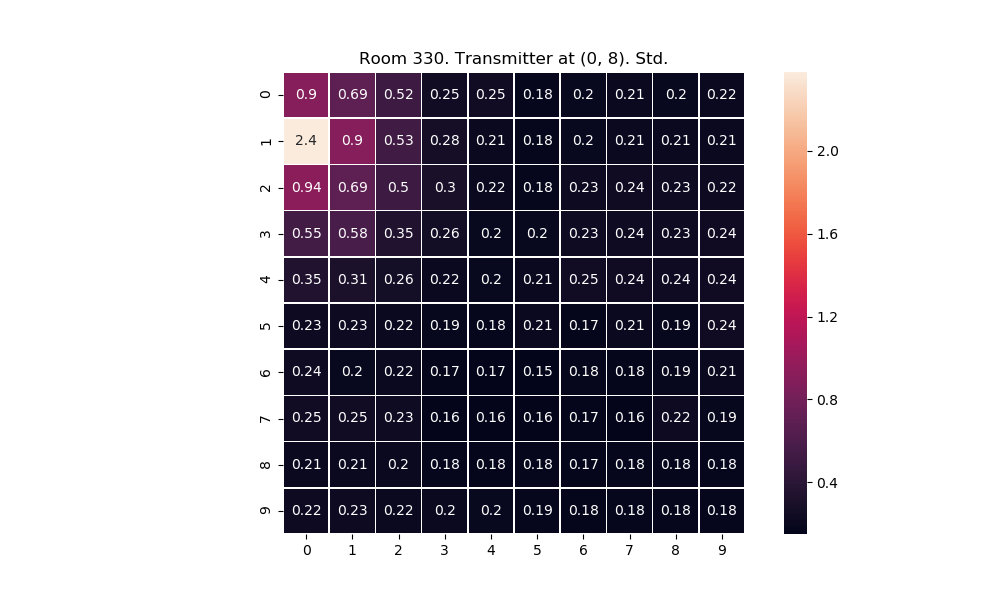 Room 330. Transmitter at (0, 8). Std.
0 0.9 0.69 0.52 0.25 0.25 0.18 0.2 0.21 0.2 0.22
1 2.4 0.9 0.53 0.28 0.21 0.18 0.2 0.21 0.21 0.21 2.0
2 0.94 0.69 0.5 0.3 0.22 0.18 0.23 0.24 0.23 0.22
3 0.55 0.58 0.35 0.26 0.2 0.2 0.23 0.24 0.23 0.24 1.6
4 0.35 0.31 0.26 0.22 0.2 0.21 0.25 0.24 0.24 0.24
5 0.23 0.23 0.22 0.19 0.18 0.21 0.17 0.21 0.19 0.24 1.2
6 0.24 0.2 0.22 0.17 0.17 0.15 0.18 0.18 0.19 0.21
7 0.25 0.25 0.23 0.16 0.16 0.16 0.17 0.16 0.22 0.19 0.8
8 0.21 0.21 0.2 0.18 0.18 0.18 0.17 0.18 0.18 0.18 0.4
9 0.22 0.23 0.22 0.2 0.2 0.19 0.18 0.18 0.18 0.18
0 1 2 3 4 5 6 7 8 9